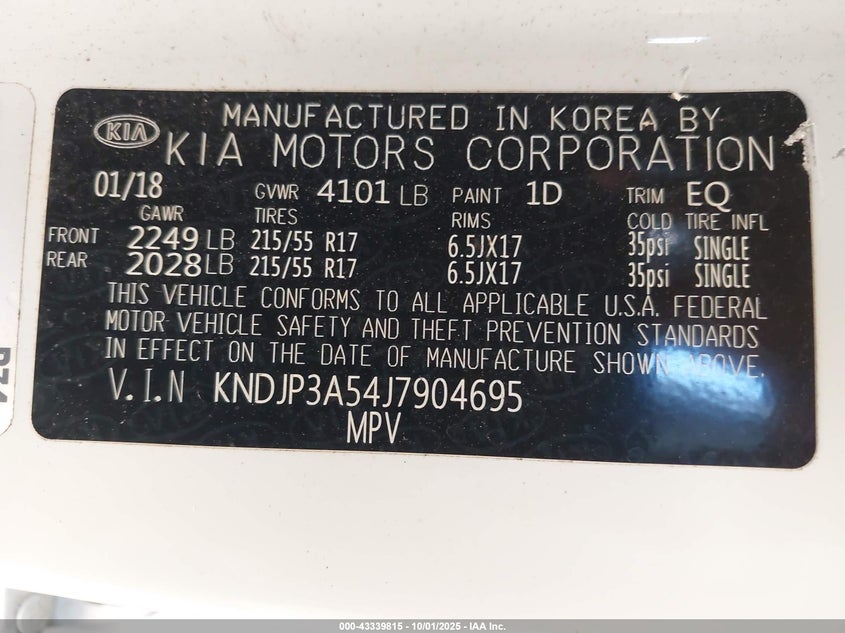 MANUFACTURED IN KOREA BY
KIA KIA MOTORS CORPORATION
01/18 GVWR 4101 LB PAINT 1D TRIM EQ
GAWR TIRES RIMS COLD TIRE INFL
FRONT 2249 LB 215/55 R17 6.5JX17 35psi SINGLE
REAR 2028 LB 215/55 R17 6.5JX17 35psi SINGLE
THIS VEHICLE CONFORMS TO ALL APPLICABLE U.S.A. FEDERAL
MOTOR VEHICLE SAFETY AND THEFT PREVENTION STANDARDS
IN EFFECT ON THE DATE OF MANUFACTURE SHOWN ABOVE.
V.I.N KNDJP3A54J7904695
MPV
000-43339815 - 10/01/2025 - IAA Inc.